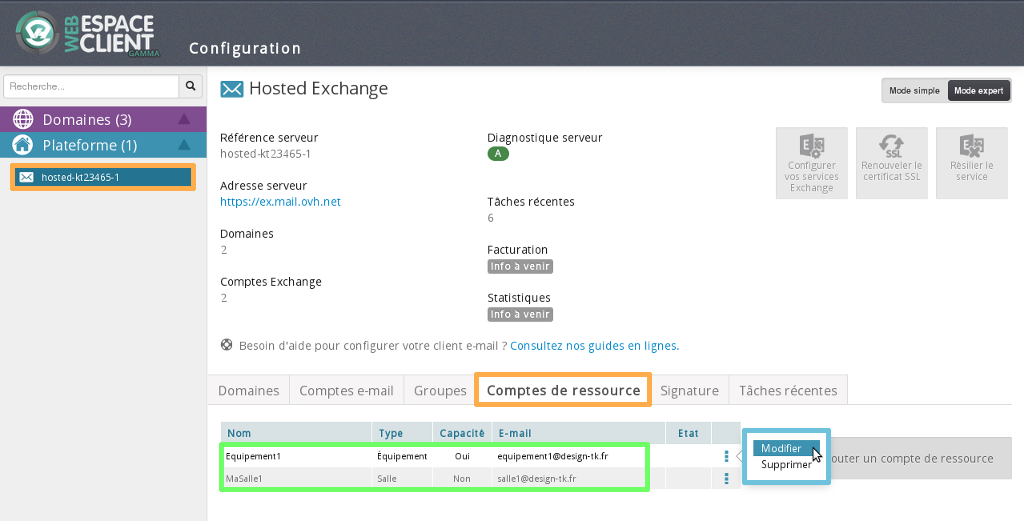 WEB ESPACE CLIENT GAMMA
Configuration
Recherche...
Domaines (3)
Plateforme (1)
hosted-kt23465-1
Hosted Exchange
Mode simple
Mode expert
Référence serveur
hosted-kt23465-1
Adresse serveur
https://ex.mail.ovh.net
Domaines
2
Comptes Exchange
2
Diagnostique serveur
A
Tâches récentes
6
Facturation
Info à venir
Statistiques
Info à venir
Configurer
vos services
Exchange
SSL
Renouveler le
certificat SSL
Résilier le
service
Besoin d'aide pour configurer votre client e-mail ? Consultez nos guides en lignes.
Domaines
Comptes e-mail
Groupes
Comptes de ressource
Signature
Tâches récentes
Nom Type Capacité E-mail Etat
Equipement1 Équipement Oui equipement1@design-tk.fr
MaSalle1 Salle Non salle1@design-tk.fr
Modifier
Supprimer
outer un compte de ressource